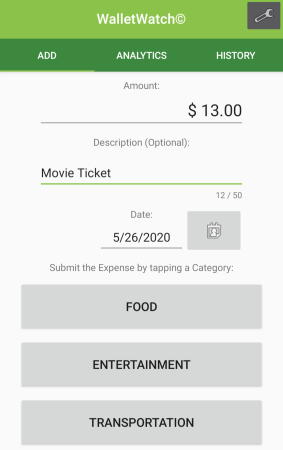 WalletWatch©
ADD ANALYTICS HISTORY
Amount:
$ 13.00
Description (Optional):
Movie Ticket
12 / 50
Date:
5/26/2020
Submit the Expense by tapping a Category:
FOOD
ENTERTAINMENT
TRANSPORTATION